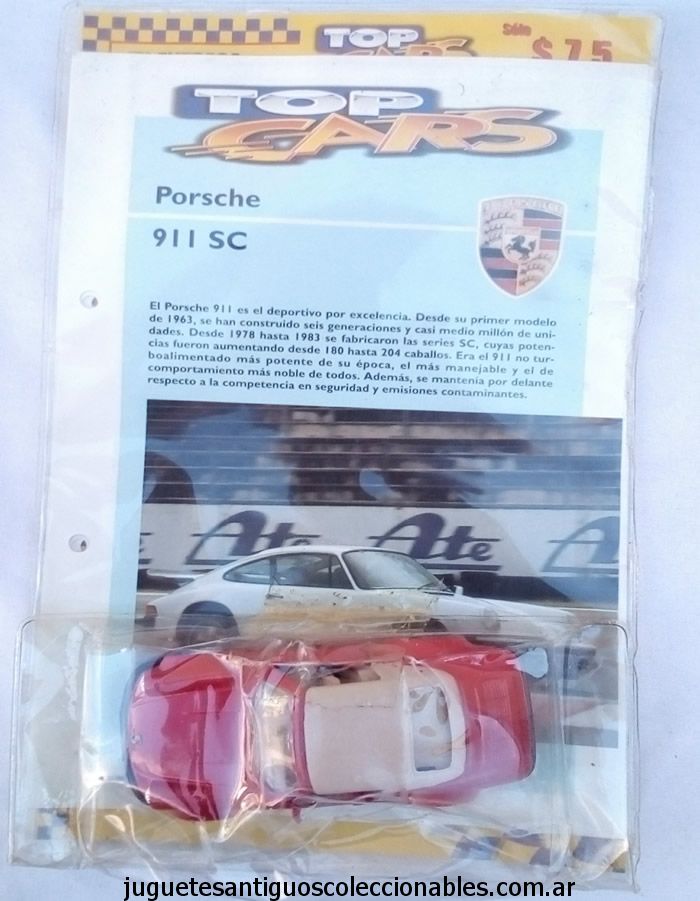 TOP
Sólo
$ 7.5
TOP
CARS
Porsche
911 SC
El Porsche 911 es el deportivo por excelencia. Desde su primer modelo
de 1963, se han construido seis generaciones y casi medio millón de uni-
dades. Desde 1978 hasta 1983 se fabricaron las series SC, cuyas poten-
cias fueron aumentando desde 180 hasta 204 caballos. Era el 911 no tur-
boalimentado más potente de su época, el más manejable y el de
comportamiento más noble de todos. Además, se mantenía por delante
respecto a la competencia en seguridad y emisiones contaminantes.
Ate
Ate
juguetesantiguoscoleccionables.com.ar